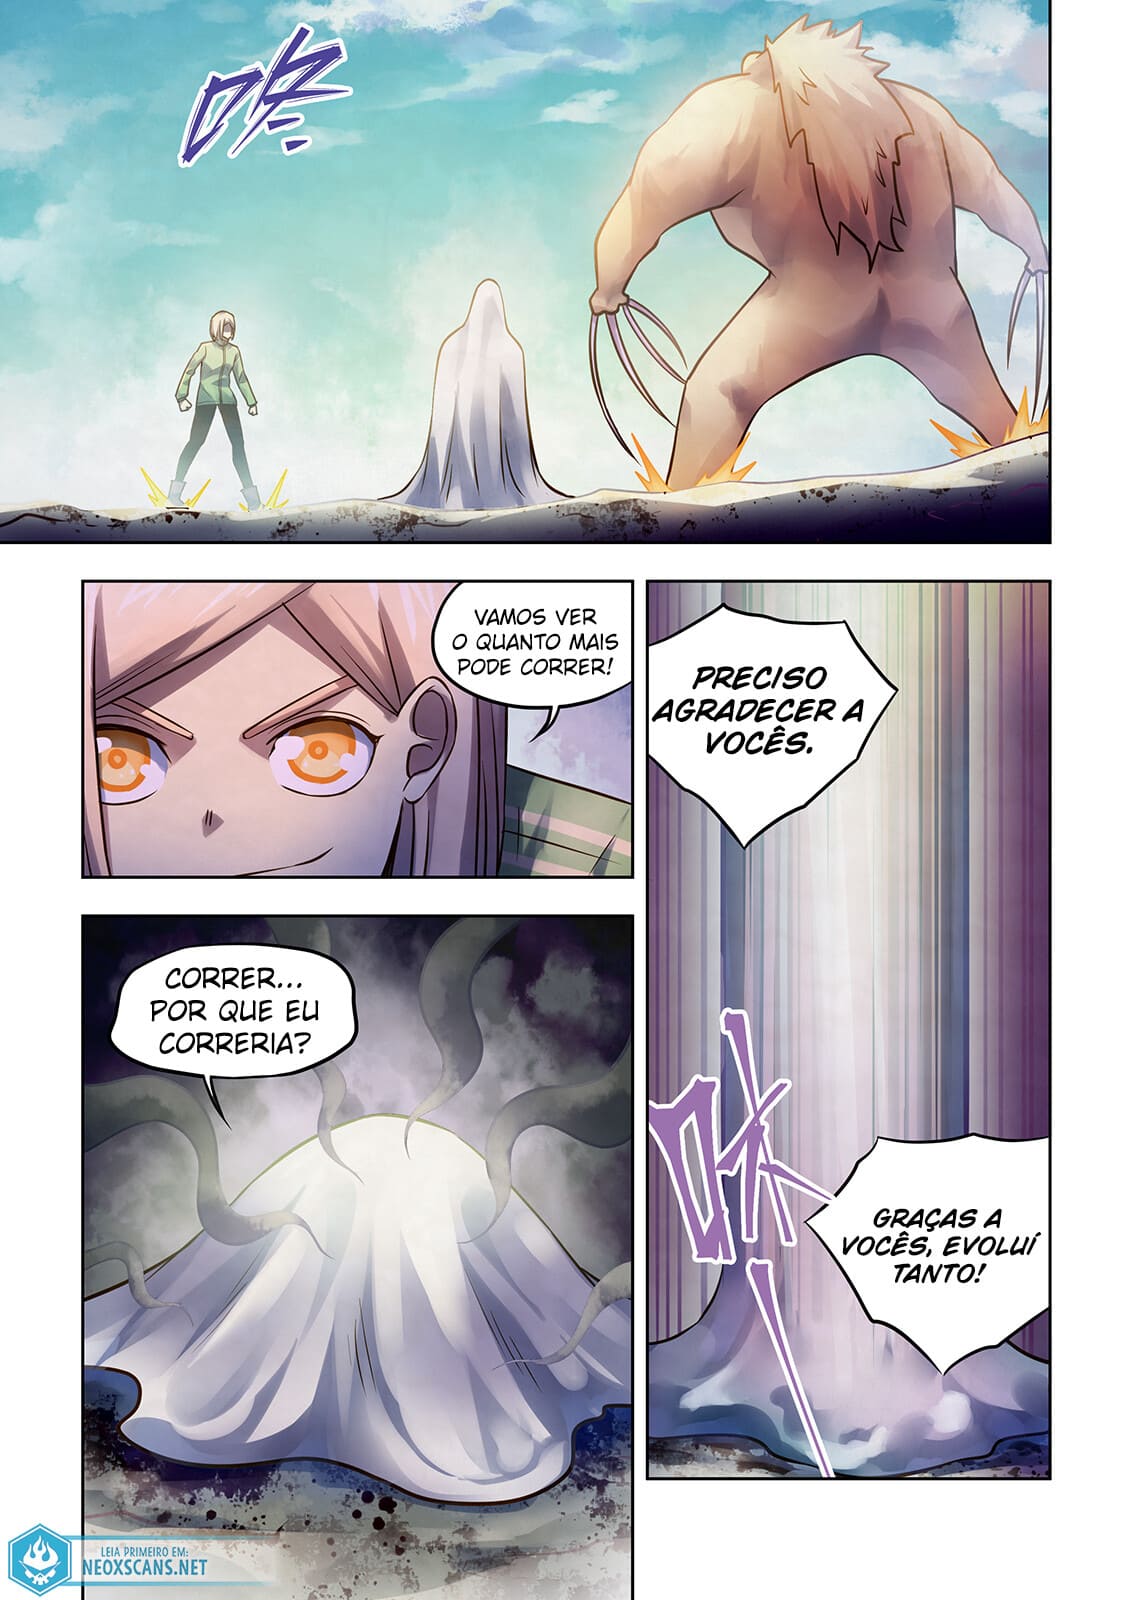 咚
VAMOS VER
O QUANTO MAIS
PODE CORRER!
CORRER...
POR QUE EU
CORRERIA?
PRECISO
AGRADECER A
VOCÊS.
GRAÇAS A
VOCÊS, EVOLUÍ
TANTO!
LEIA PRIMEIRO EM:
NEOXSCANS.NET